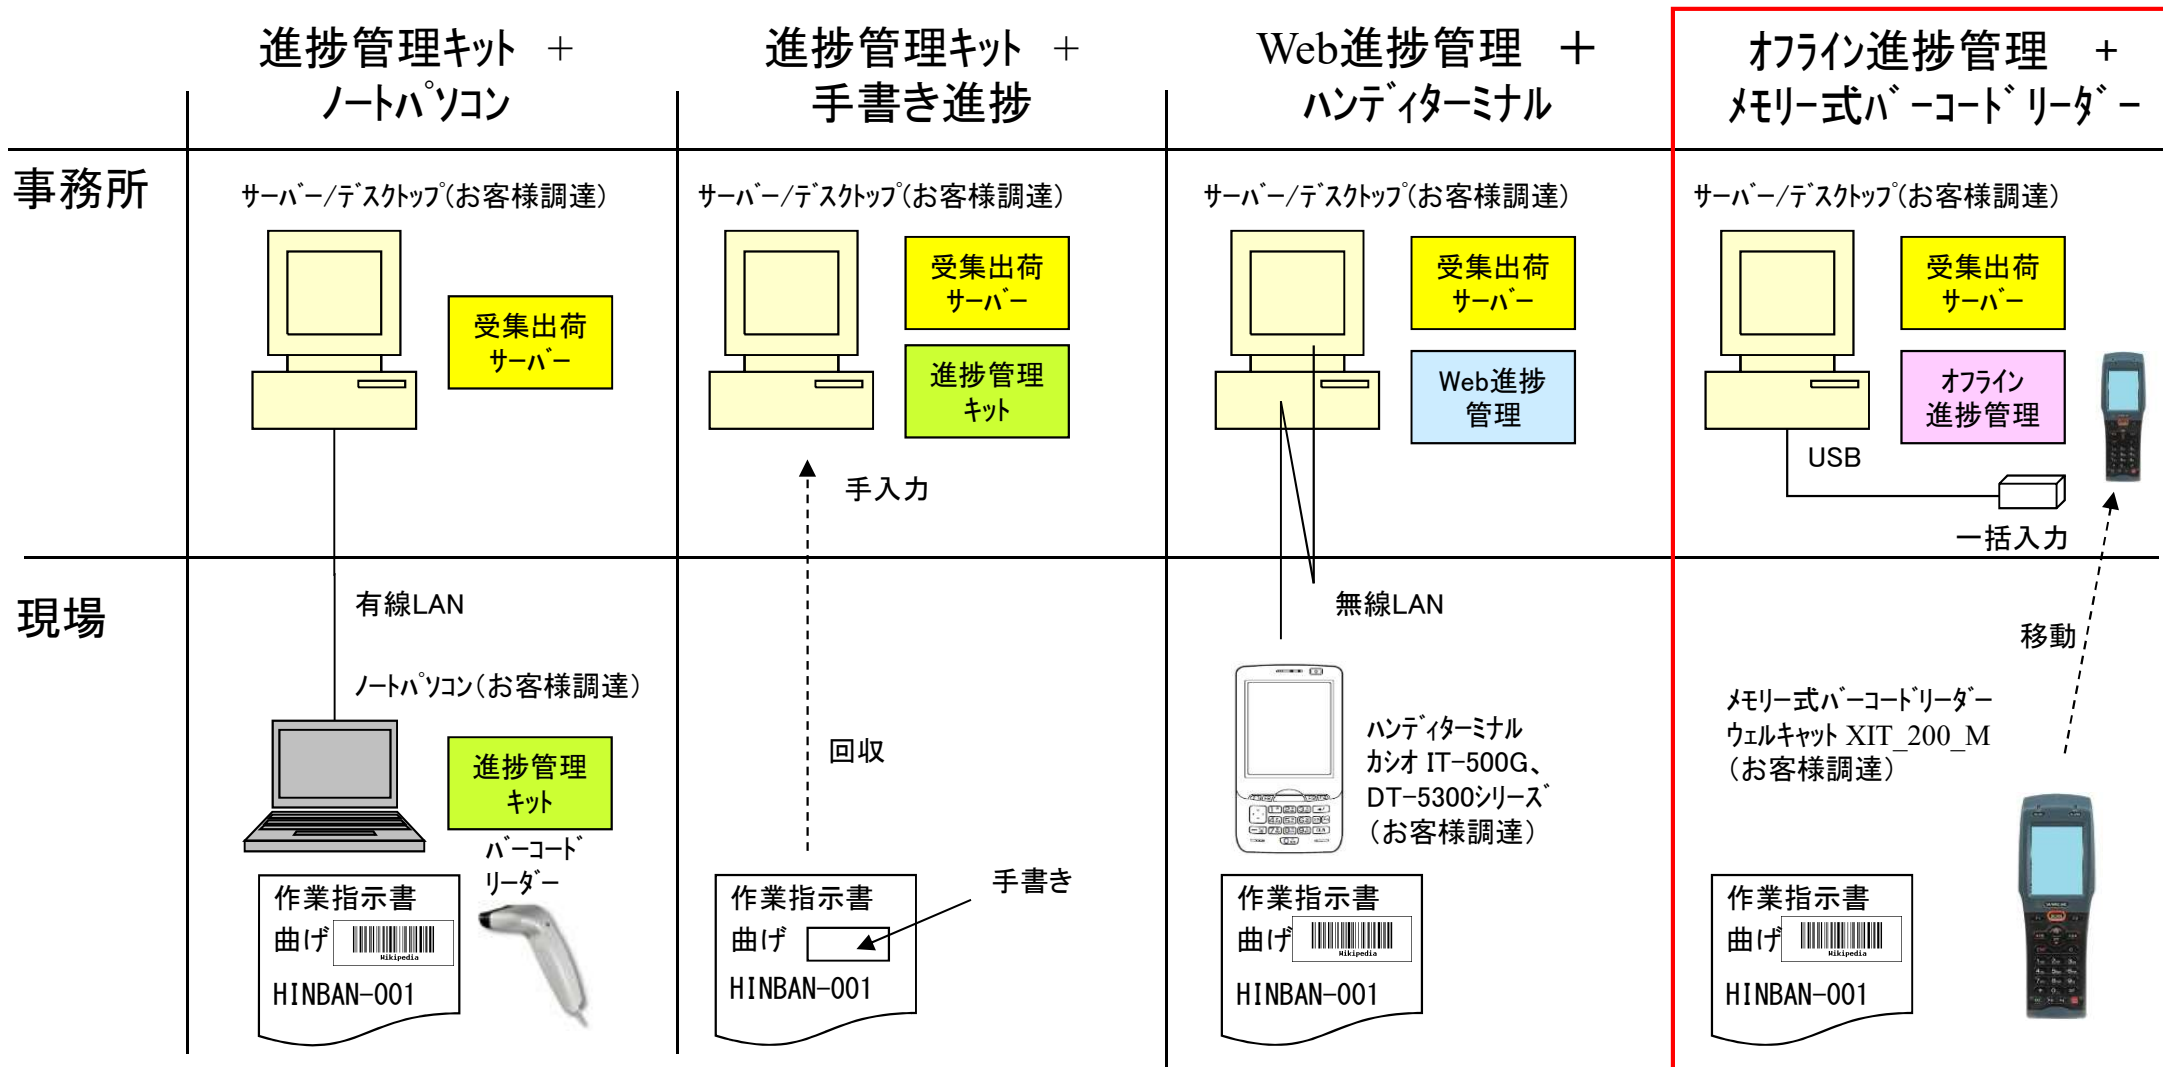 進捗管理キット +
ノートパソコン
進捗管理キット +
手書き進捗
Web進捗管理 +
ハンディターミナル
オフライン進捗管理 +
メモリー式バーコードリーダー
事務所
サーバー/デスクトップ(お客様調達)
受集出荷
サーバー
サーバー/デスクトップ(お客様調達)
受集出荷
サーバー
進捗管理
キット
手入力
サーバー/デスクトップ(お客様調達)
受集出荷
サーバー
Web進捗
管理
サーバー/デスクトップ(お客様調達)
受集出荷
サーバー
オフライン
進捗管理
USB
一括入力
現場
有線LAN
ノートパソコン(お客様調達)
進捗管理
キット
バーコード
リーダー
作業指示書
曲げ
Wikipedia
HINBAN-001
回収
手書き
作業指示書
曲げ
HINBAN-001
無線LAN
ハンディターミナル
カシオ IT-500G、
DT-5300シリーズ
(お客様調達)
作業指示書
曲げ
Wikipedia
HINBAN-001
移動
メモリー式バーコードリーダー
ウェルキャット XIT_200_M
(お客様調達)
作業指示書
曲げ
Wikipedia
HINBAN-001